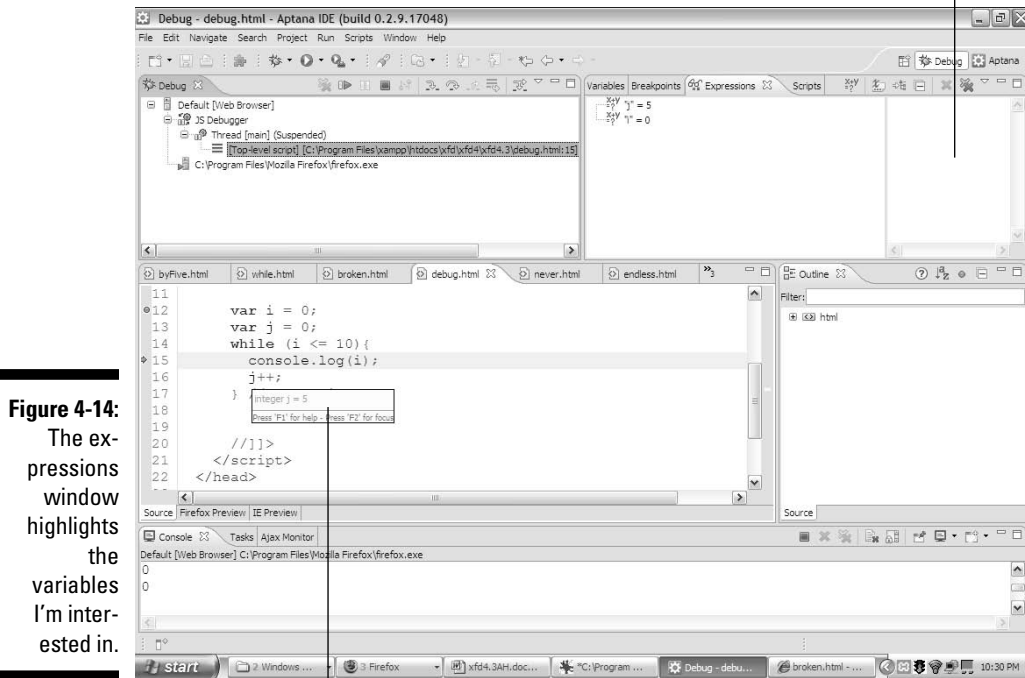 Debug - debug.html - Aptana IDE (build 0.2.9.17048)
File Edit Navigate Search Project Run Scripts Window Help
Debug Aptana
Debug
Default [Web Browser]
JS Debugger
Thread [main] (Suspended)
[Top-level script] [C:\Program Files\xampp\htdocs\xfd\xfd4\xfd4.3\debug.html:15]
C:\Program Files\Mozilla Firefox\firefox.exe
Variables Breakpoints Expressions Scripts
"j" = 5
"i" = 0
byFive.html while.html broken.html debug.html never.html endless.html »3
11
12 var i = 0;
13 var j = 0;
14 while (i <= 10){
15 console.log(i);
16 j++;
17 } /
18
19
20 //]]>
21 </script>
22 </head>
integer j = 5
Press 'F1' for help - Press 'F2' for focus
Source Firefox Preview IE Preview
Outline
Filter:
html
Source
Console Tasks Ajax Monitor
Default [Web Browser] C:\Program Files\Mozilla Firefox\firefox.exe
0
0
start 2 Windows ... 3 Firefox xfd4.3AH.doc... "C:\Program ... Debug - debu... broken.html - ... 10:30 PM
Figure 4-14:
The ex-
pressions
window
highlights
the
variables
I'm inter-
ested in.